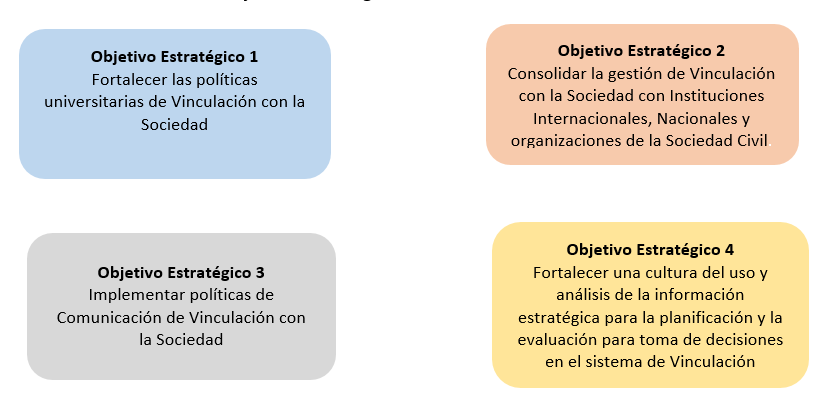 Objetivo Estratégico 1
Fortalecer las políticas
universitarias de Vinculación con la
Sociedad
Objetivo Estratégico 2
Consolidar la gestión de Vinculación
con la Sociedad con Instituciones
Internacionales, Nacionales y
organizaciones de la Sociedad Civil
Objetivo Estratégico 3
Implementar políticas de
Comunicación de Vinculación con
la Sociedad
Objetivo Estratégico 4
Fortalecer una cultura del uso y
análisis de la información
estratégica para la planificación y la
evaluación para toma de decisiones
en el sistema de Vinculación